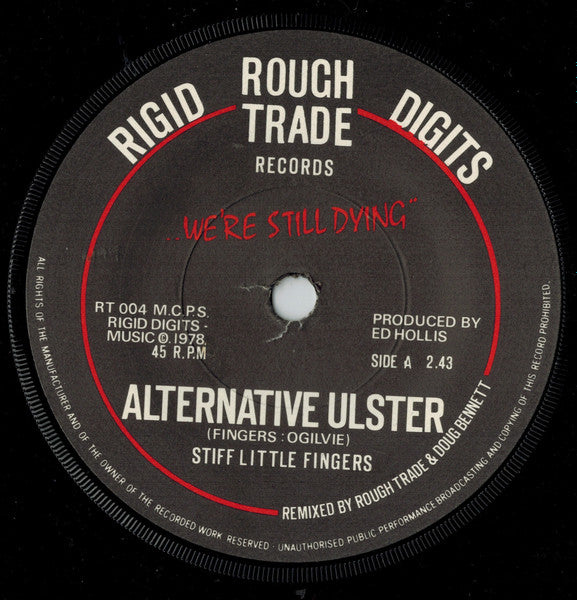 RIGID
ROUGH
TRADE
DIGITS
RECORDS
..WE'RE STILL DYING"
RT 004 M.C.P.S.
RIGID DIGITS -
MUSIC ℗. 1978.
45 R.P.M
PRODUCED BY
ED HOLLIS
SIDE A 2.43
ALTERNATIVE ULSTER
(FINGERS : OGILVIE)
STIFF LITTLE FINGERS
REMIXED BY ROUGH TRADE & DOUG BENNETT
ALL RIGHTS OF THE MANUFACTURER AND OF THE OWNER OF THE RECORDED WORK RESERVED · UNAUTHORISED PUBLIC PERFORMANCE BROADCASTING AND COPYING OF THIS RECORD PROHIBITED.